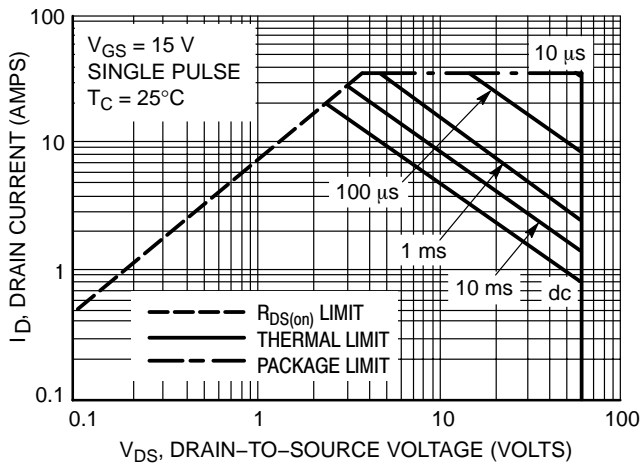 100
V_GS = 15 V
SINGLE PULSE
T_C = 25°C
10 μs
10
100 μs
1 ms
1
10 ms
dc
R_DS(on) LIMIT
THERMAL LIMIT
PACKAGE LIMIT
0.1
0.1
1
10
100
V_DS, DRAIN–TO–SOURCE VOLTAGE (VOLTS)
I_D, DRAIN CURRENT (AMPS)